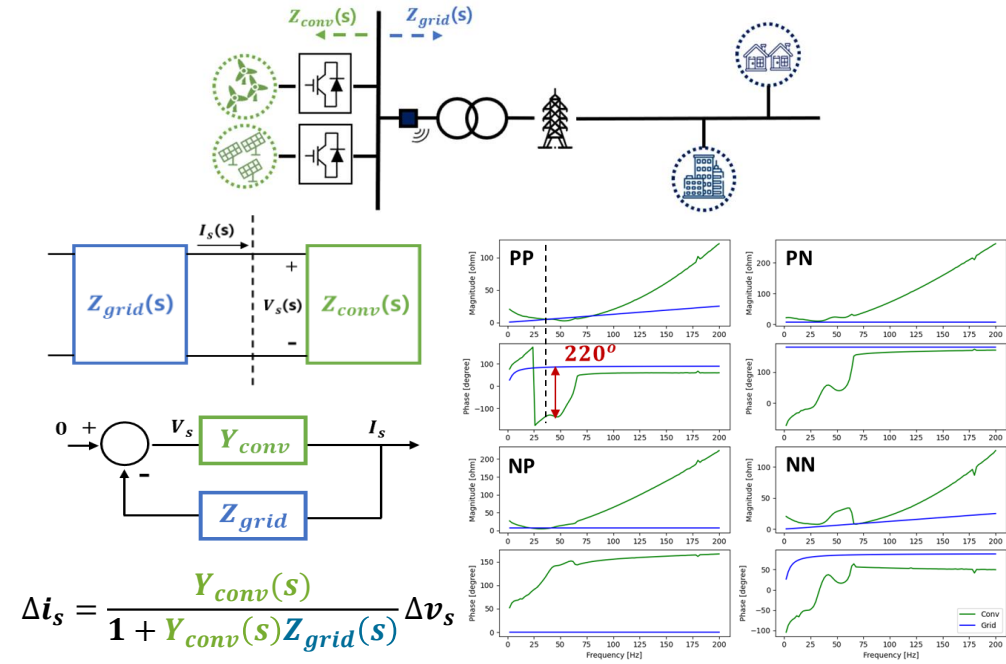 Z_conv(s) Z_grid(s)
I_s(s)
+
Z_grid(s) V_s(s) Z_conv(s)
-
0 + V_s Y_conv I_s
-
Z_grid
Δi_s = Y_conv(s) / (1 + Y_conv(s)Z_grid(s)) Δv_s
PP
Magnitude [ohm]
100
50
0
0 25 50 75 100 125 150 175 200
Phase [degree]
100
0
−100
220°
0 25 50 75 100 125 150 175 200
PN
Magnitude [ohm]
200
100
0
0 25 50 75 100 125 150 175 200
Phase [degree]
100
0
−100
0 25 50 75 100 125 150 175 200
NP
Magnitude [ohm]
200
150
100
50
0
0 25 50 75 100 125 150 175 200
Phase [degree]
150
100
50
0
0 25 50 75 100 125 150 175 200
Frequency [Hz]
NN
Magnitude [ohm]
100
50
0
0 25 50 75 100 125 150 175 200
Phase [degree]
50
0
−50
−100
Conv
Grid
0 25 50 75 100 125 150 175 200
Frequency [Hz]